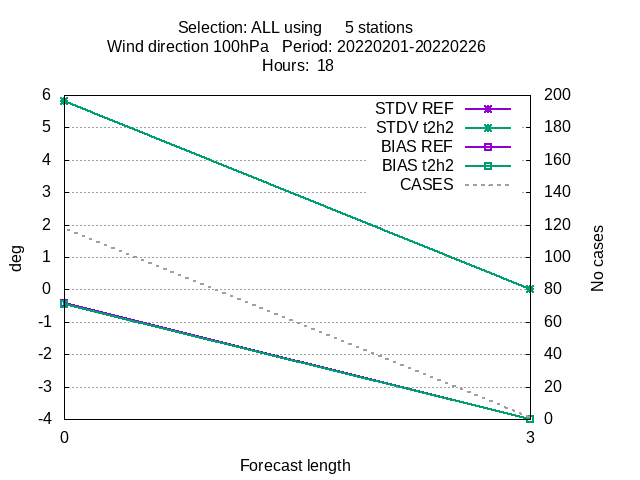 Selection: ALL using     5 stations
Wind direction 100hPa   Period: 20220201-20220226
Hours:  18
6
5
4
3
2
1
0
-1
-2
-3
-4
deg
200
180
160
140
120
100
80
60
40
20
0
No cases
STDV REF
STDV t2h2
BIAS REF
BIAS t2h2
CASES
0 3
Forecast length